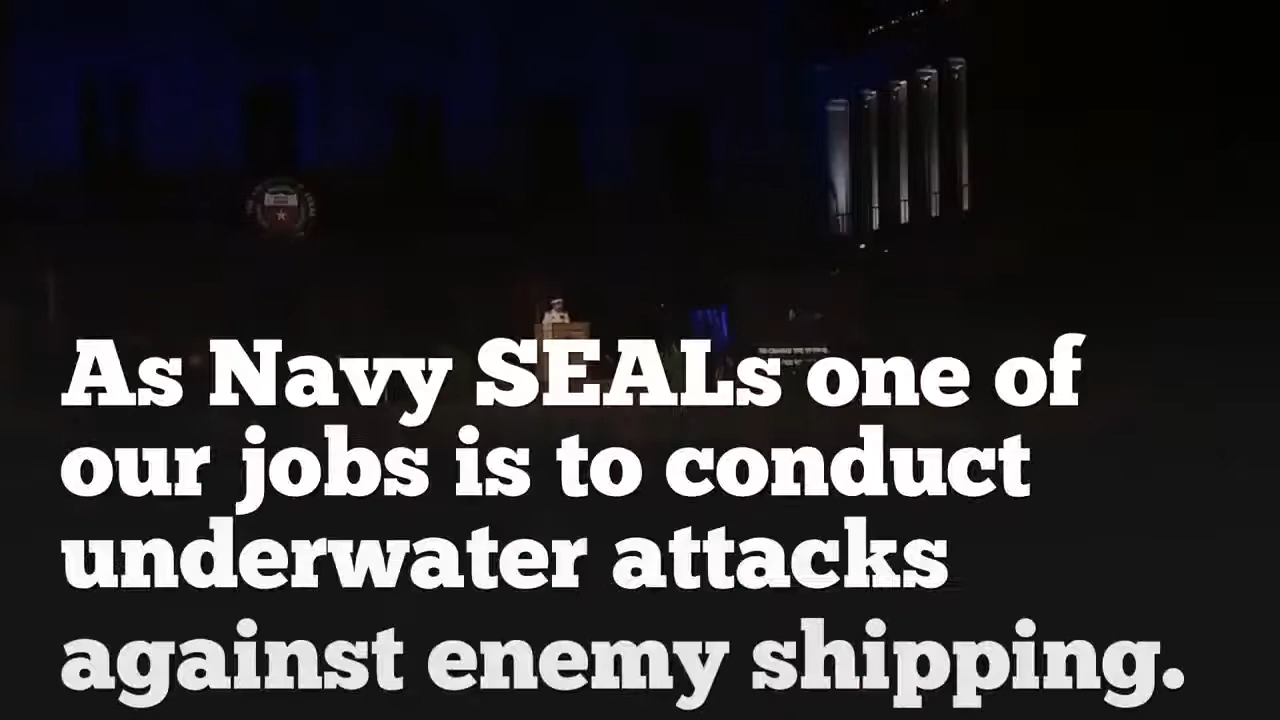 As Navy SEALs one of
our jobs is to conduct
underwater attacks
against enemy shipping.